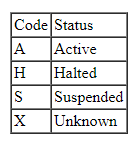 Code Status
A Active
H Halted
S Suspended
X Unknown